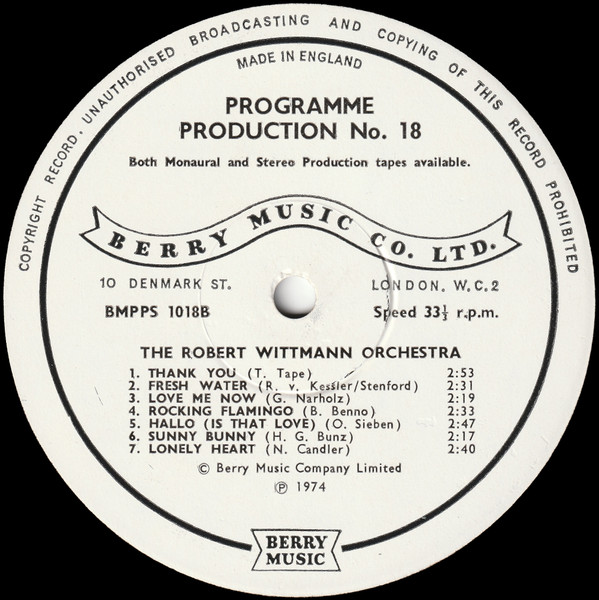 COPYRIGHT RECORD. UNAUTHORISED BROADCASTING AND COPYING OF THIS RECORD PROHIBITED
MADE IN ENGLAND
PROGRAMME
PRODUCTION No. 18
Both Monaural and Stereo Production tapes available.
BERRY MUSIC CO. LTD.
10 DENMARK ST. LONDON. W.C.2
BMPPS 1018B Speed 33⅓ r.p.m.
THE ROBERT WITTMANN ORCHESTRA
1. THANK YOU (T. Tape) 2:53
2. FRESH WATER (R. v. Kessler/Stenford) 2:31
3. LOVE ME NOW (G. Narholz) 2:19
4. ROCKING FLAMINGO (B. Benno) 2:33
5. HALLO (IS THAT LOVE) (O. Sieben) 2:47
6. SUNNY BUNNY (H. G. Bunz) 2:17
7. LONELY HEART (N. Candler) 2:40
© Berry Music Company Limited
℗ 1974
BERRY
MUSIC